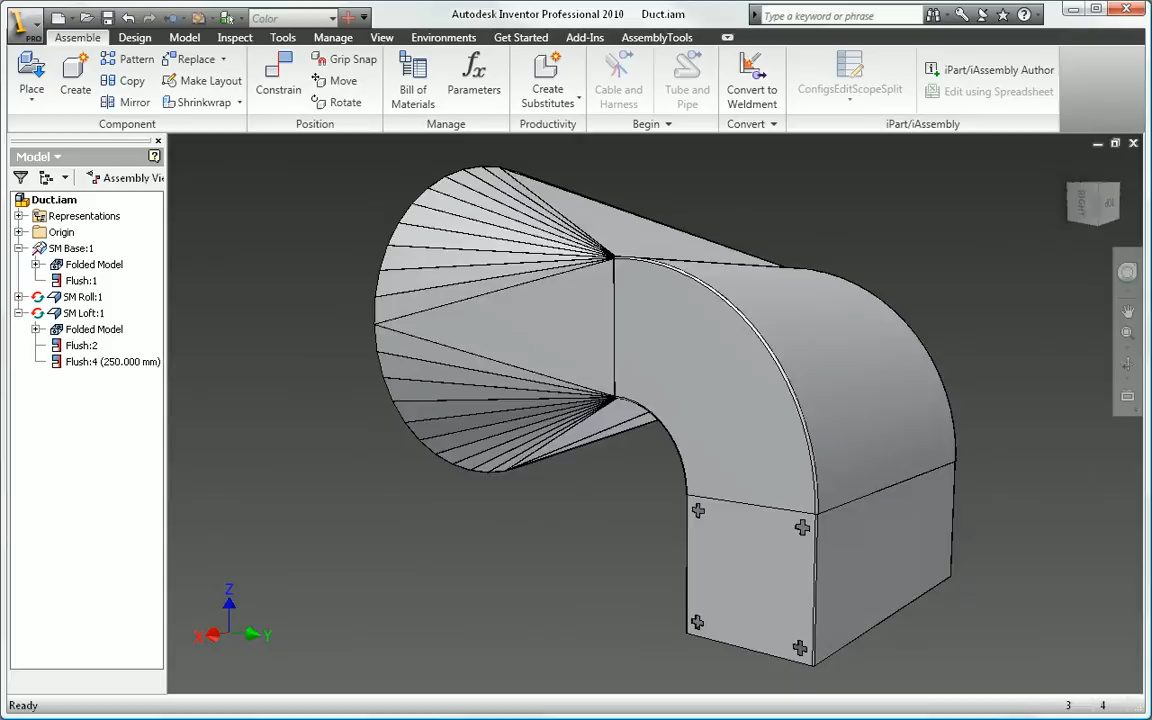 Color
Autodesk Inventor Professional 2010 Duct.iam
Type a keyword or phrase
PRO
Assemble Design Model Inspect Tools Manage View Environments Get Started Add-Ins AssemblyTools
Place
Create
Pattern
Copy
Mirror
Replace
Make Layout
Shrinkwrap
Component
Constrain
Grip Snap
Move
Rotate
Position
Bill of
Materials
fx
Parameters
Manage
Create
Substitutes
Productivity
Cable and
Harness
Tube and
Pipe
Begin
Convert to
Weldment
Convert
ConfigsEditScopeSplit
iPart/iAssembly Author
Edit using Spreadsheet
iPart/iAssembly
Model
Assembly Vi
Duct.iam
Representations
Origin
SM Base:1
Folded Model
Flush:1
SM Roll:1
SM Loft:1
Folded Model
Flush:2
Flush:4 (250.000 mm)
RIGHT
Z
X
Y
Ready
3 4